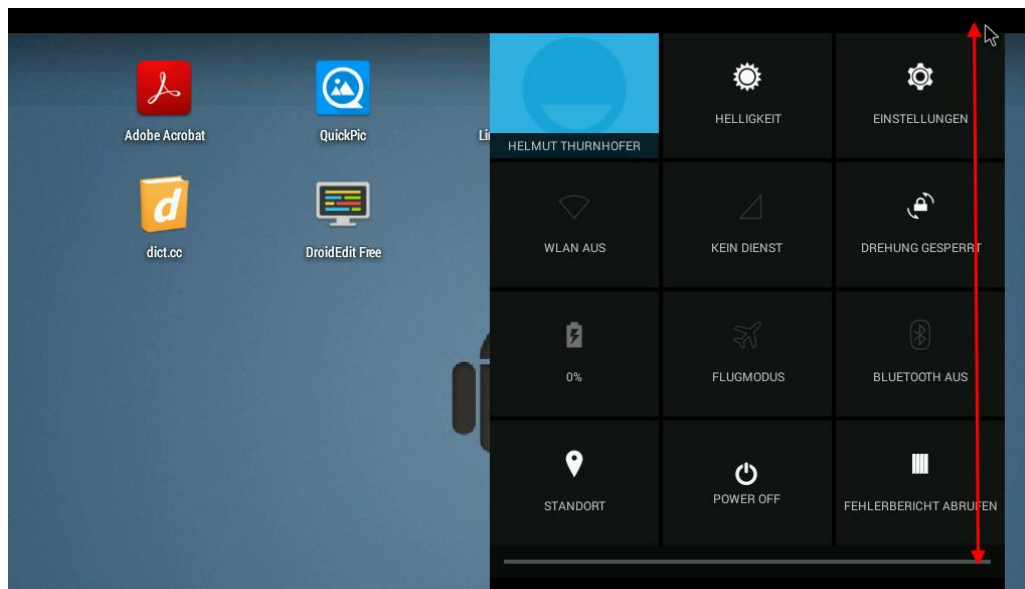 Adobe Acrobat
QuickPic
Lin
dict.cc
DroidEdit Free
HELMUT THURNHOFER
HELLIGKEIT
EINSTELLUNGEN
WLAN AUS
KEIN DIENST
DREHUNG GESPERRT
0%
FLUGMODUS
BLUETOOTH AUS
STANDORT
POWER OFF
FEHLERBERICHT ABRUFEN